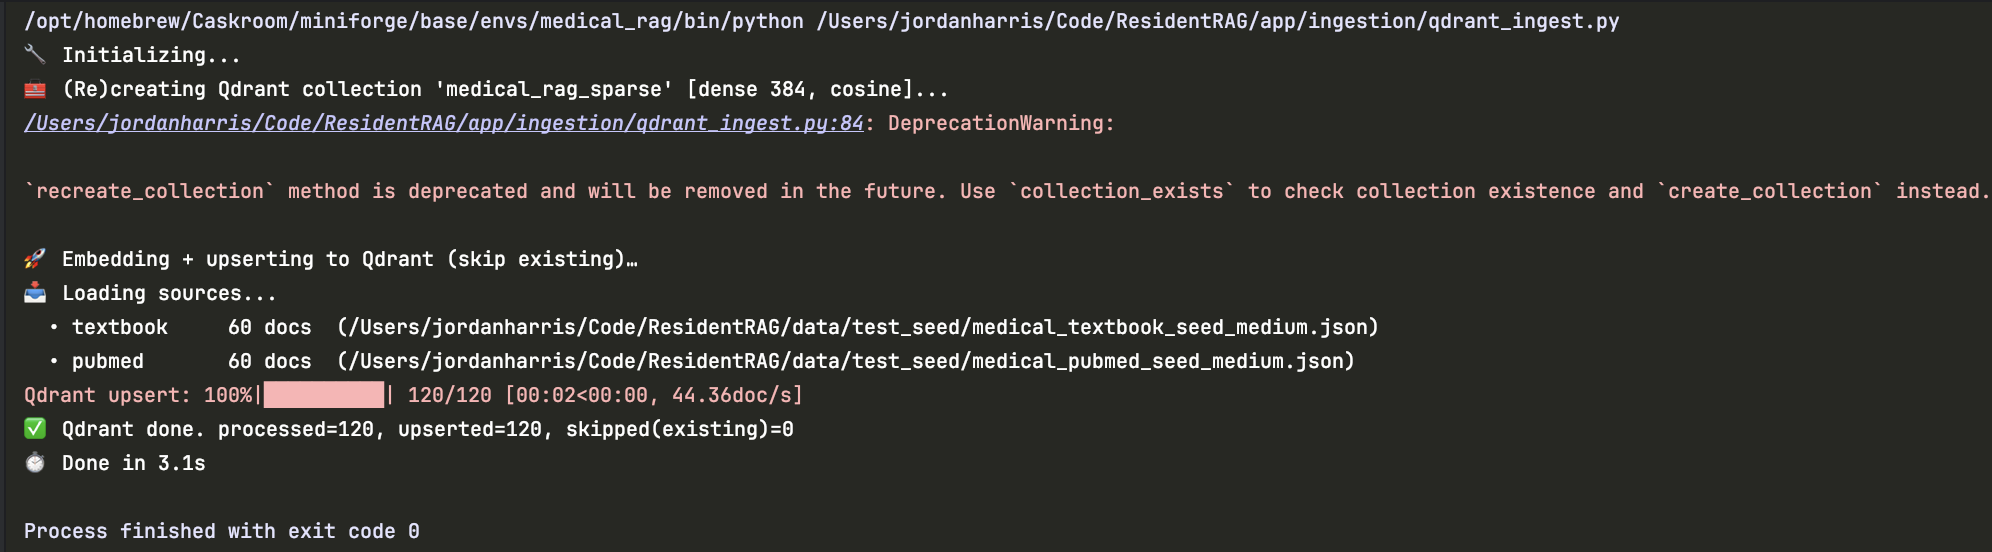 /opt/homebrew/Caskroom/miniforge/base/envs/medical_rag/bin/python /Users/jordanharris/Code/ResidentRAG/app/ingestion/qdrant_ingest.py
🔧 Initializing...
🧰 (Re)creating Qdrant collection 'medical_rag_sparse' [dense 384, cosine]...
/Users/jordanharris/Code/ResidentRAG/app/ingestion/qdrant_ingest.py:84: DeprecationWarning:
`recreate_collection` method is deprecated and will be removed in the future. Use `collection_exists` to check collection existence and `create_collection` instead.
🚀 Embedding + upserting to Qdrant (skip existing)…
📥 Loading sources...
• textbook     60 docs  (/Users/jordanharris/Code/ResidentRAG/data/test_seed/medical_textbook_seed_medium.json)
• pubmed       60 docs  (/Users/jordanharris/Code/ResidentRAG/data/test_seed/medical_pubmed_seed_medium.json)
Qdrant upsert: 100%|██████████| 120/120 [00:02<00:00, 44.36doc/s]
✅ Qdrant done. processed=120, upserted=120, skipped(existing)=0
⏱️ Done in 3.1s
Process finished with exit code 0